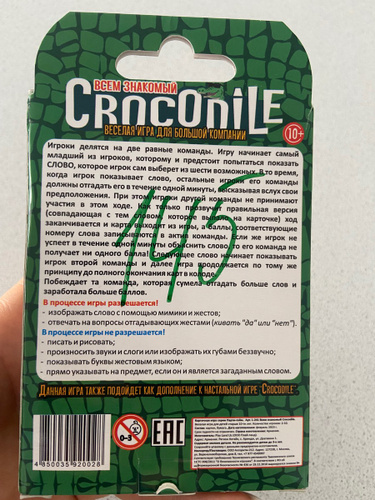 ВСЕМ ЗНАКОМЫЙ
CROCODILE
ВЕСЕЛАЯ ИГРА ДЛЯ БОЛЬШОЙ КОМПАНИИ
10+
Игроки делятся на две равные команды. Игру начинает самый
младший из игроков, которому и предстоит попытаться показать
СЛОВО, которое игрок сам выберет из шести возможных. В то время,
когда игрок показывает слово, остальные игроки его команды
должны отгадать его в течение одной минуты, высказывая вслух свои
предположения. При этом игроки команды не принимают
участия в этом ходе. Как только прозвучит правильная версия
(совпадающая с тем словом, которое на карточке) ход
заканчивается и карта выходит из игры, баллы, соответствующие
номеру слова записываются в актив команды. Если же игрок не
успеет в течение одной минуты объяснить слово, то его команда не
получает ни одного балла. Следующее слово начинает показывать
игрок второй команды и далее игра продолжается по тому же
принципу до полного окончания карт в колоде.
Побеждает та команда, которая сумела отгадать больше слов и
заработала больше баллов.
В процессе игры разрешается!
- изображать слово с помощью мимики и жестов;
- отвечать на вопросы отгадывающих жестами (кивать "да" или "нет").
В процессе игры не разрешается!
- писать и рисовать;
- произносить звуки и слоги или изображать их губами беззвучно;
- показывать буквы жестовым языком;
- прямо указывать на предмет, если он и является загаданным словом.
145
ДАННАЯ ИГРА ТАКЖЕ ПОДОЙДЕТ КАК ДОПОЛНЕНИЕ К НАСТОЛЬНОЙ ИГРЕ "CROCODILE".
0-3
EAC
4 850035 920028